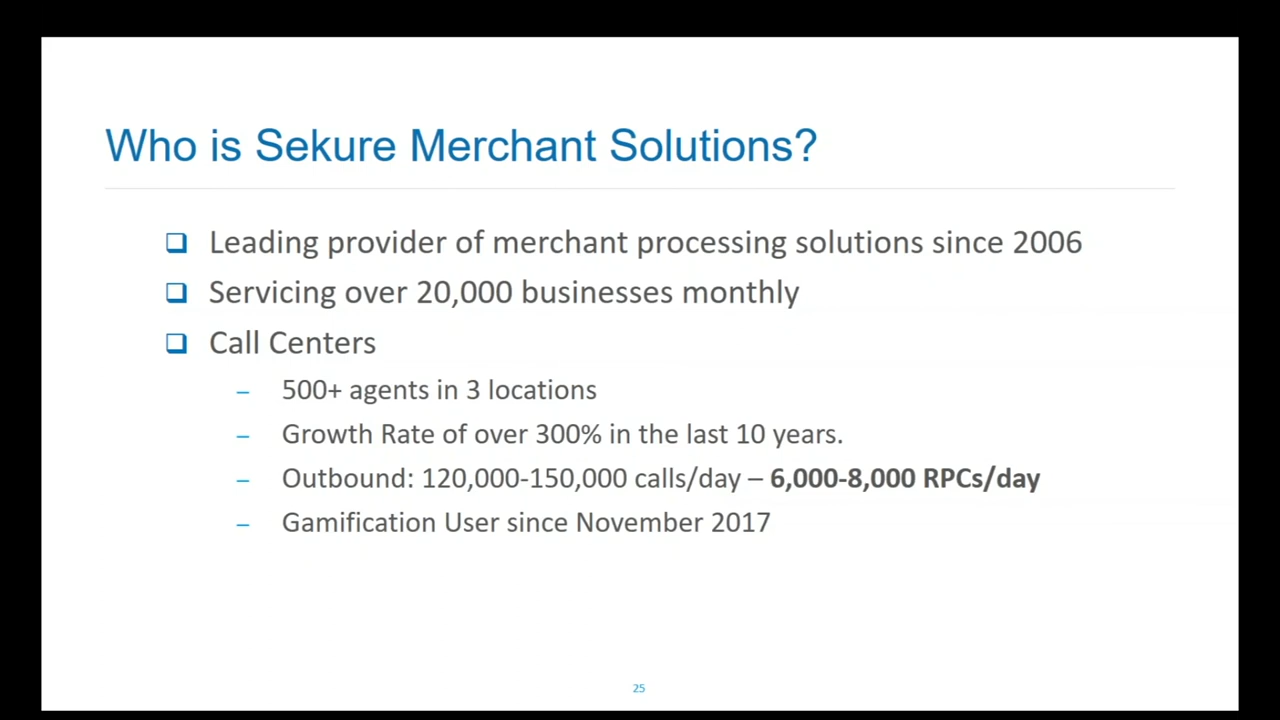 Who is Sekure Merchant Solutions?
❑ Leading provider of merchant processing solutions since 2006
❑ Servicing over 20,000 businesses monthly
❑ Call Centers
– 500+ agents in 3 locations
– Growth Rate of over 300% in the last 10 years.
– Outbound: 120,000-150,000 calls/day – 6,000-8,000 RPCs/day
– Gamification User since November 2017
25